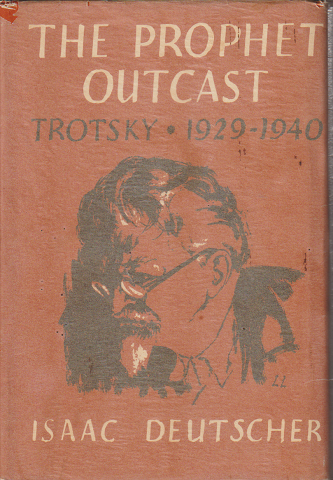 THE PROPHET
OUTCAST
TROTSKY • 1929-1940
ISAAC DEUTSCHER